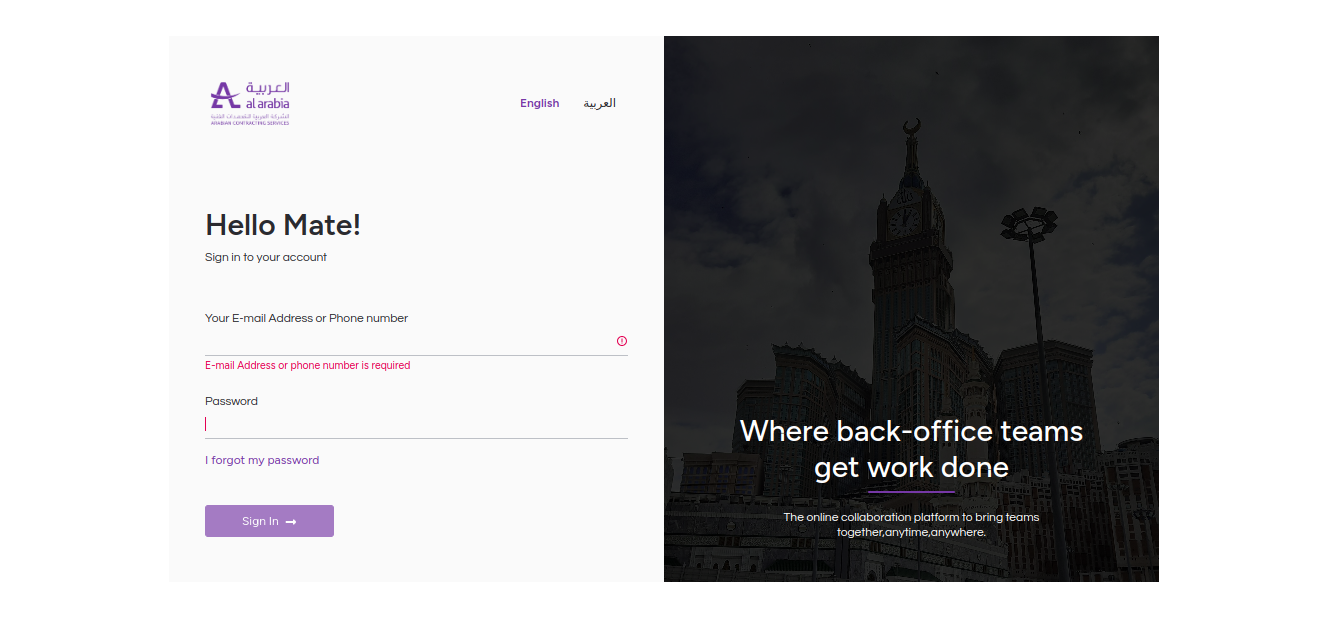 العربية
al arabia
ARABIAN CONTRACTING SERVICES
English
العربية
Hello Mate!
Sign in to your account
Your E-mail Address or Phone number
E-mail Address or phone number is required
Password
I forgot my password
Sign In
Where back-office teams
get work done
The online collaboration platform to bring teams
together,anytime,anywhere.